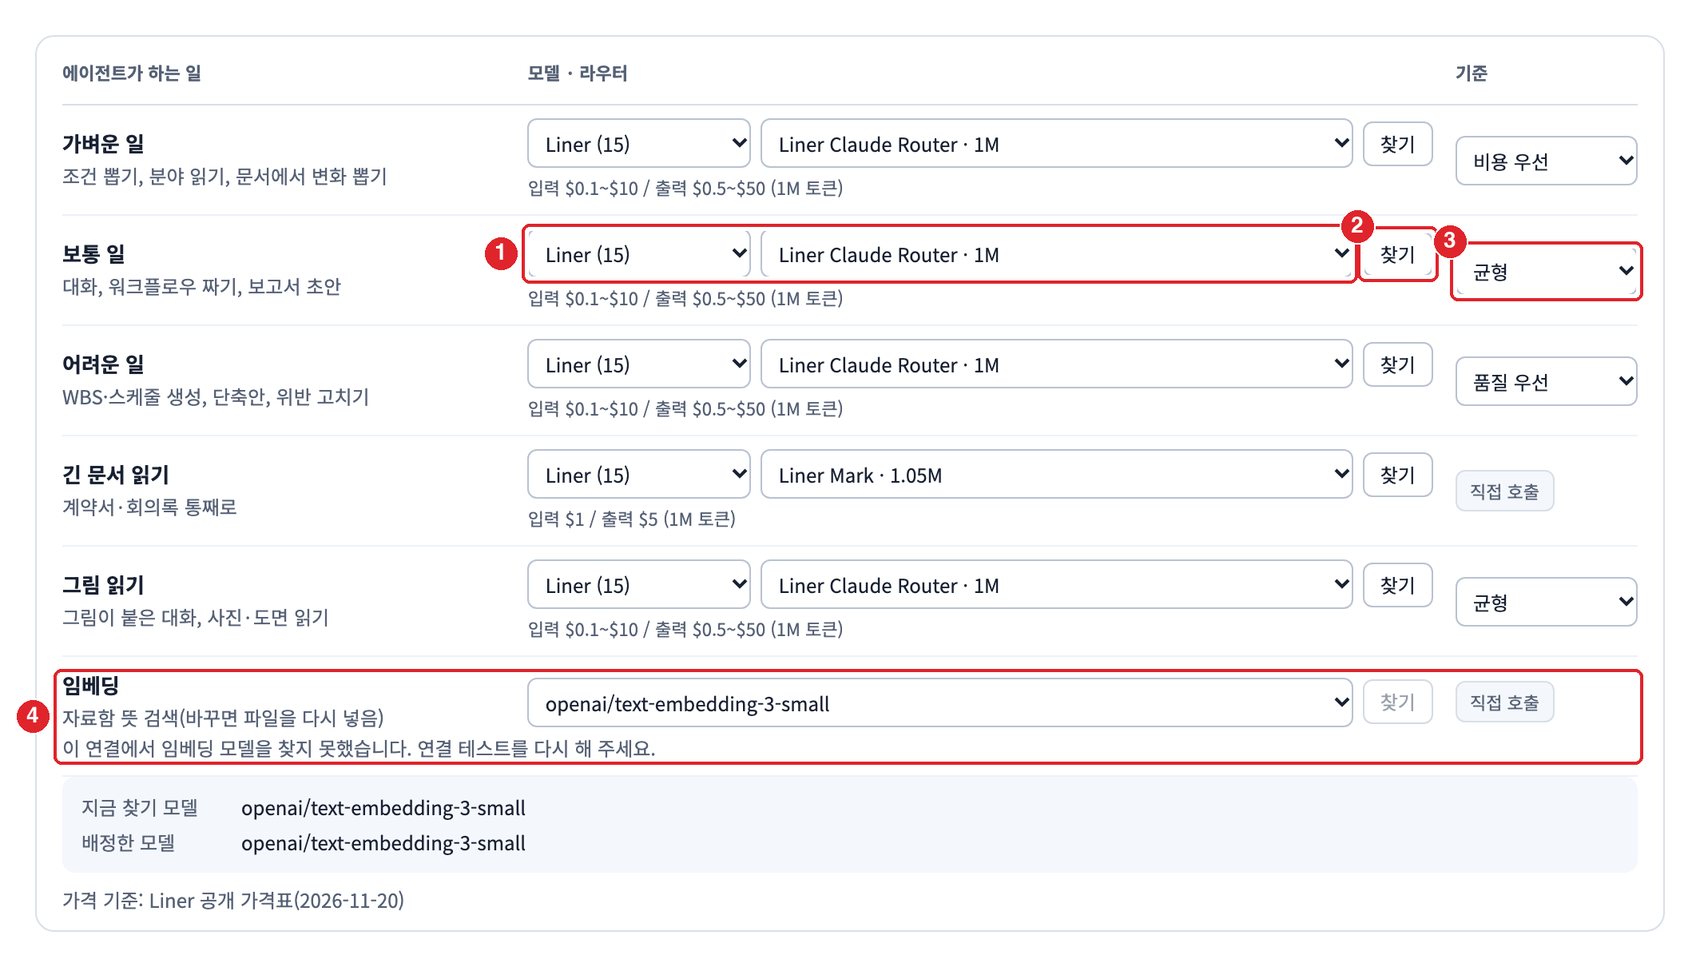 에이전트가 하는 일 모델 · 라우터 기준
가벼운 일
조건 뽑기, 분야 읽기, 문서에서 변화 뽑기
Liner (15) Liner Claude Router · 1M 찾기
입력 $0.1~$10 / 출력 $0.5~$50 (1M 토큰)
비용 우선
보통 일
대화, 워크플로우 짜기, 보고서 초안
1 Liner (15) Liner Claude Router · 1M 2 찾기
입력 $0.1~$10 / 출력 $0.5~$50 (1M 토큰)
3 균형
어려운 일
WBS·스케줄 생성, 단축안, 위반 고치기
Liner (15) Liner Claude Router · 1M 찾기
입력 $0.1~$10 / 출력 $0.5~$50 (1M 토큰)
품질 우선
긴 문서 읽기
계약서·회의록 통째로
Liner (15) Liner Mark · 1.05M 찾기
입력 $1 / 출력 $5 (1M 토큰)
직접 호출
그림 읽기
그림이 붙은 대화, 사진·도면 읽기
Liner (15) Liner Claude Router · 1M 찾기
입력 $0.1~$10 / 출력 $0.5~$50 (1M 토큰)
균형
4
임베딩
자료함 뜻 검색(바꾸면 파일을 다시 넣음)
openai/text-embedding-3-small 찾기 직접 호출
이 연결에서 임베딩 모델을 찾지 못했습니다. 연결 테스트를 다시 해 주세요.
지금 찾기 모델 openai/text-embedding-3-small
배정한 모델 openai/text-embedding-3-small
가격 기준: Liner 공개 가격표(2026-11-20)